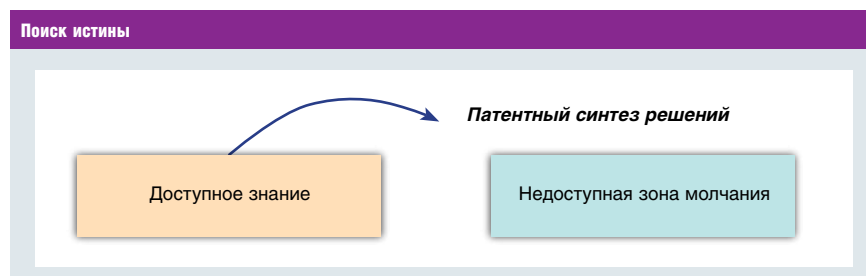 Поиск истины
Патентный синтез решений
Доступное знание
Недоступная зона молчания